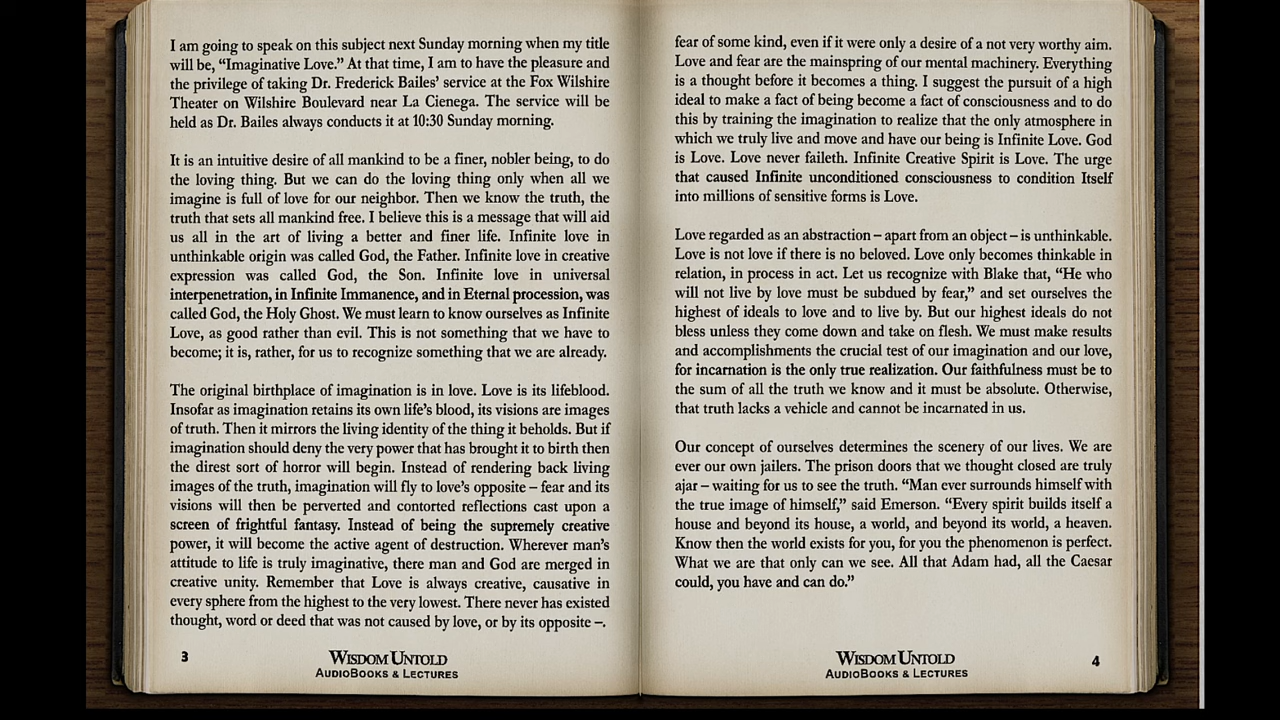 I am going to speak on this subject next Sunday morning when my title
will be, “Imaginative Love.” At that time, I am to have the pleasure and
the privilege of taking Dr. Frederick Bailes’ service at the Fox Wilshire
Theater on Wilshire Boulevard near La Cienega. The service will be
held as Dr. Bailes always conducts it at 10:30 Sunday morning.

It is an intuitive desire of all mankind to be a finer, nobler being, to do
the loving thing. But we can do the loving thing only when all we
imagine is full of love for our neighbor. Then we know the truth, the
truth that sets all mankind free. I believe this is a message that will aid
us all in the art of living a better and finer life. Infinite love in
unthinkable origin was called God, the Father. Infinite love in creative
expression was called God, the Son. Infinite love in universal
interpenetration, in Infinite Immanence, and in Eternal procession, was
called God, the Holy Ghost. We must learn to know ourselves as Infinite
Love, as good rather than evil. This is not something that we have to
become; it is, rather, for us to recognize something that we are already.

The original birthplace of imagination is in love. Love is its lifeblood.
Insofar as imagination retains its own life’s blood, its visions are images
of truth. Then it mirrors the living identity of the thing it beholds. But if
imagination should deny the very power that has brought it to birth then
the direst sort of horror will begin. Instead of rendering back living
images of the truth, imagination will fly to love’s opposite – fear and its
visions will then be perverted and contorted reflections cast upon a
screen of frightful fantasy. Instead of being the supremely creative
power, it will become the active agent of destruction. Wherever man’s
attitude to life is truly imaginative, there man and God are merged in
creative unity. Remember that Love is always creative, causative in
every sphere from the highest to the very lowest. There never has existed
thought, word or deed that was not caused by love, or by its opposite –.
3
WISDOM UNTOLD
AUDIOBOOKS & LECTURES

fear of some kind, even if it were only a desire of a not very worthy aim.
Love and fear are the mainspring of our mental machinery. Everything
is a thought before it becomes a thing. I suggest the pursuit of a high
ideal to make a fact of being become a fact of consciousness and to do
this by training the imagination to realize that the only atmosphere in
which we truly live and move and have our being is Infinite Love. God
is Love. Love never faileth. Infinite Creative Spirit is Love. The urge
that caused Infinite unconditioned consciousness to condition Itself
into millions of sensitive forms is Love.

Love regarded as an abstraction – apart from an object – is unthinkable.
Love is not love if there is no beloved. Love only becomes thinkable in
relation, in process in act. Let us recognize with Blake that, “He who
will not live by love must be subdued by fear,” and set ourselves the
highest of ideals to love and to live by. But our highest ideals do not
bless unless they come down and take on flesh. We must make results
and accomplishments the crucial test of our imagination and our love,
for incarnation is the only true realization. Our faithfulness must be to
the sum of all the truth we know and it must be absolute. Otherwise,
that truth lacks a vehicle and cannot be incarnated in us.

Our concept of ourselves determines the scenery of our lives. We are
ever our own jailers. The prison doors that we thought closed are truly
ajar – waiting for us to see the truth. “Man ever surrounds himself with
the true image of himself,” said Emerson. “Every spirit builds itself a
house and beyond its house, a world, and beyond its world, a heaven.
Know then the world exists for you, for you the phenomenon is perfect.
What we are that only can we see. All that Adam had, all the Caesar
could, you have and can do.”
WISDOM UNTOLD
AUDIOBOOKS & LECTURES
4